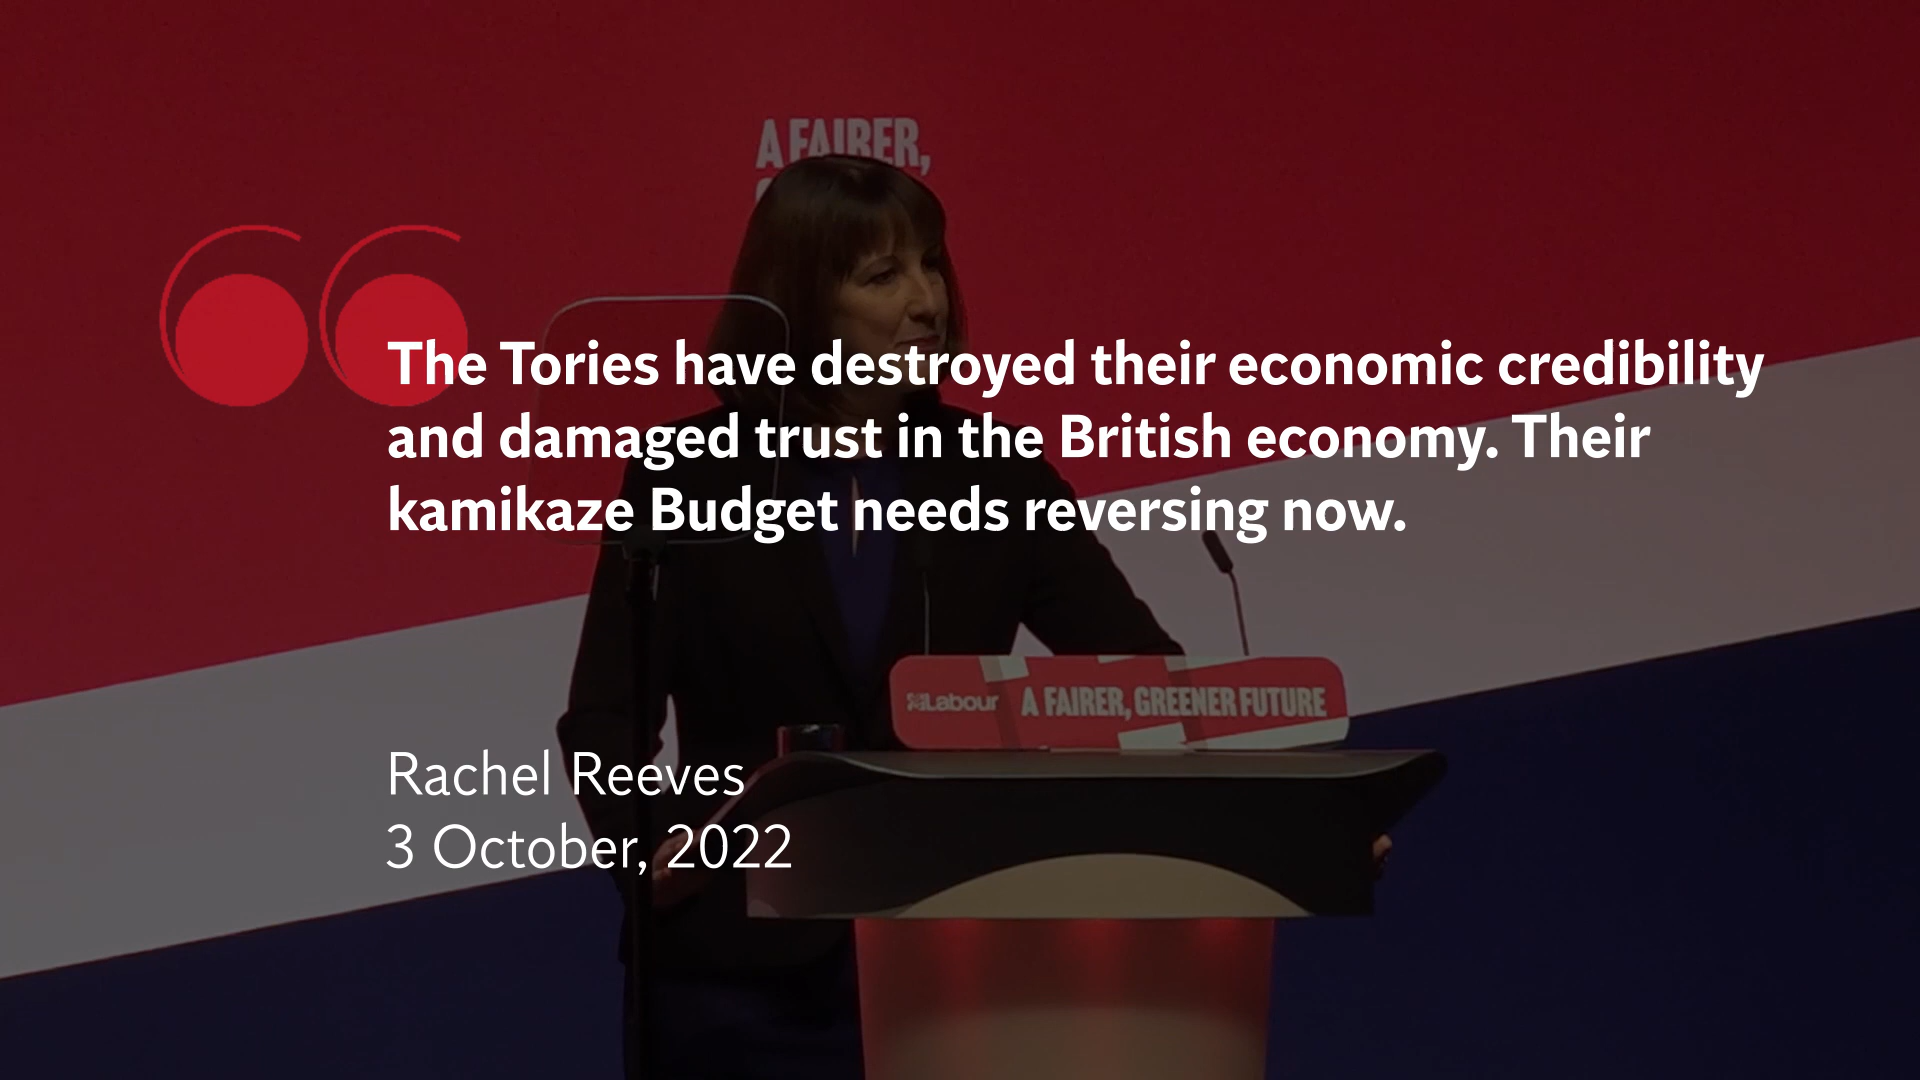 A FAIRER,
The Tories have destroyed their economic credibility
and damaged trust in the British economy. Their
kamikaze Budget needs reversing now.
Labour A FAIRER, GREENER FUTURE
Rachel Reeves
3 October, 2022